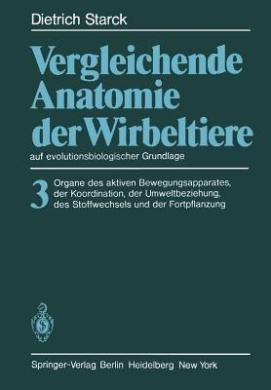 Dietrich Starck
Vergleichende
Anatomie
der Wirbeltiere
auf evolutionsbiologischer Grundlage
3
Organe des aktiven Bewegungsapparates,
der Koordination, der Umweltbeziehung,
des Stoffwechsels und der Fortpflanzung
Springer-Verlag Berlin Heidelberg New York